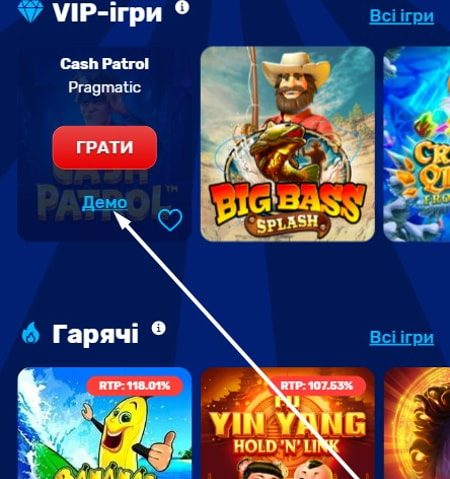 VIP-ігри
Всі ігри
Cash Patrol
Pragmatic
ГРАТИ
CASH
PATROL™
Демо
BIG BASS
SPLASH
Гарячі
Всі ігри
RTP: 118.01%
RTP: 107.53%
YIN YANG
HOLD 'N' LINK